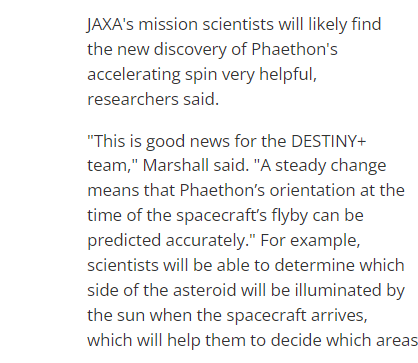 JAXA's mission scientists will likely find
the new discovery of Phaethon's
accelerating spin very helpful,
researchers said.
"This is good news for the DESTINY+
team," Marshall said. "A steady change
means that Phaethon’s orientation at the
time of the spacecraft’s flyby can be
predicted accurately." For example,
scientists will be able to determine which
side of the asteroid will be illuminated by
the sun when the spacecraft arrives,
which will help them to decide which areas